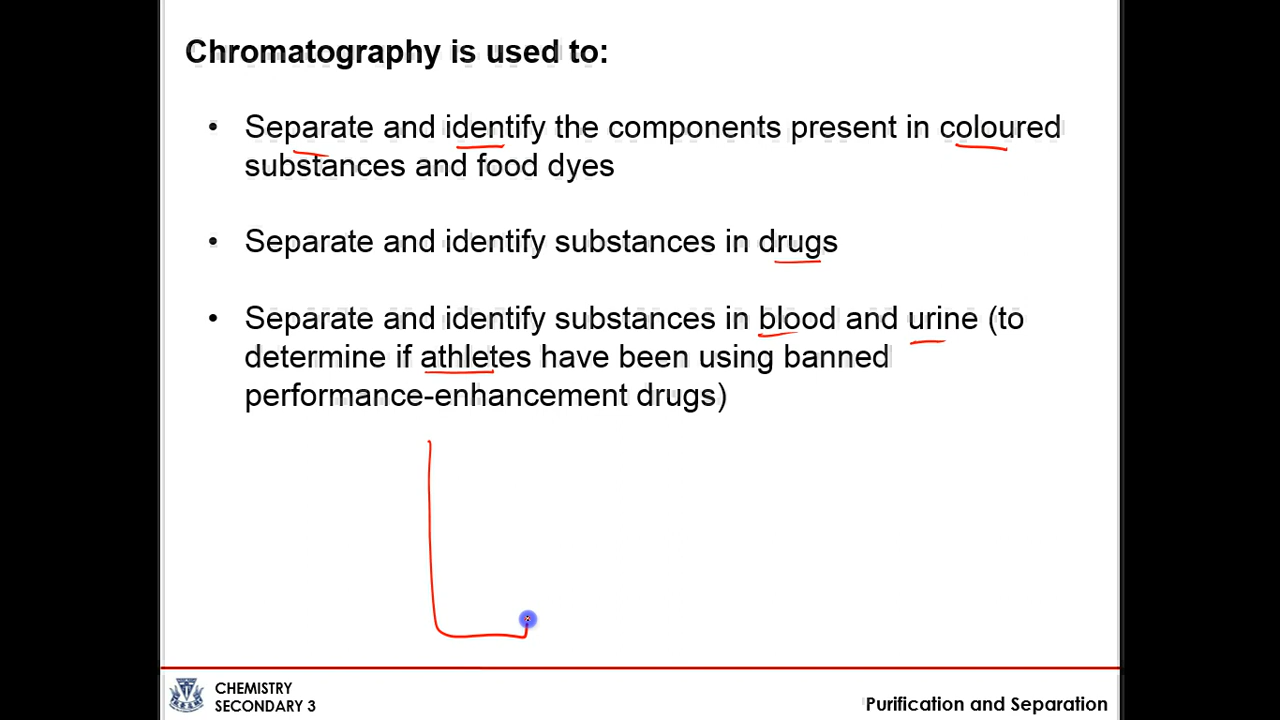 Chromatography is used to:
• Separate and identify the components present in coloured
substances and food dyes
• Separate and identify substances in drugs
• Separate and identify substances in blood and urine (to
determine if athletes have been using banned
performance-enhancement drugs)
CHEMISTRY
SECONDARY 3
Purification and Separation